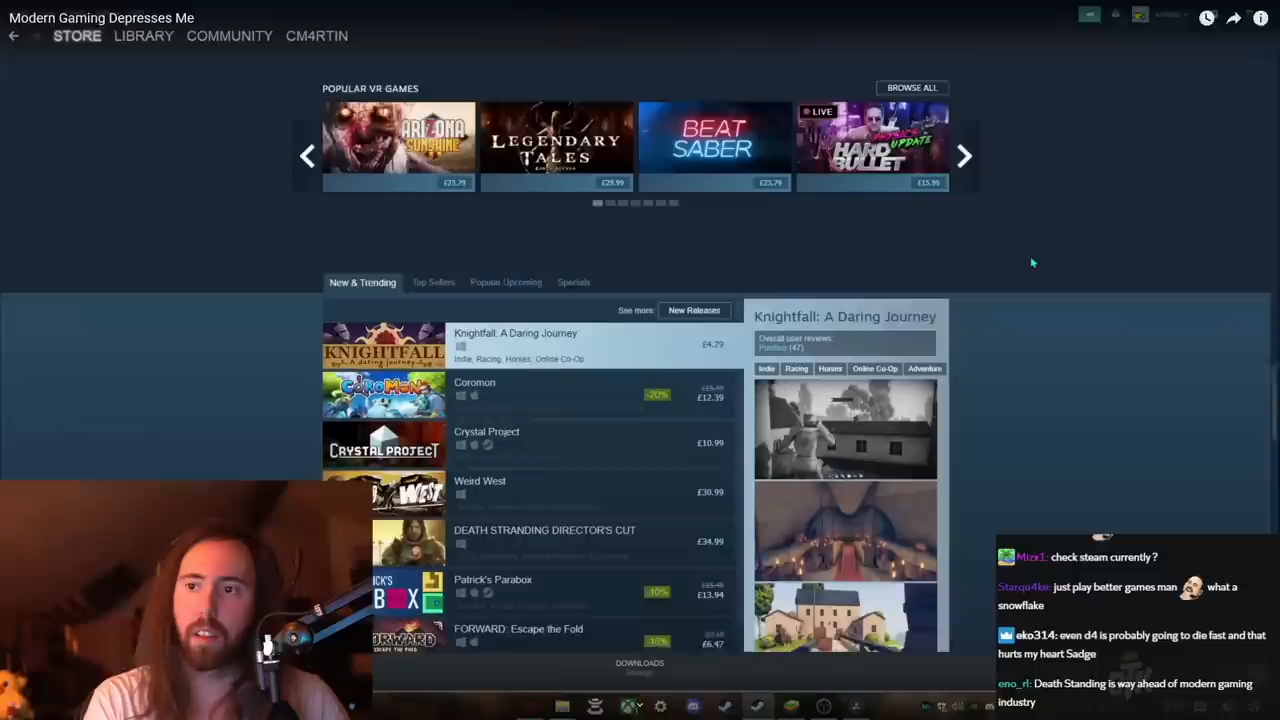 Modern Gaming Depresses Me
STORE LIBRARY COMMUNITY CM4RTIN
POPULAR VR GAMES
BROWSE ALL
ARIZONA SUNSHINE
LEGENDARY TALES
BEAT SABER
LIVE
UPDATE
HARD BULLET
£23.79
£29.99
£23.79
£15.99
New & Trending
Top Sellers
Popular Upcoming
Specials
See more: New Releases
Knightfall: A Daring Journey
KNIGHTFALL
Knightfall: A Daring Journey
£4.79
Indie, Racing, Horses, Online Co-Op
Overall user reviews:
Positive (47)
Indie Racing Horses Online Co-Op Adventure
COROMON
Coromon
-20%
£12.39
CRYSTAL PROJECT
Crystal Project
£10.99
WEST
Weird West
£30.99
DEATH STRANDING DIRECTOR'S CUT
£34.99
Patrick's Parabox
-10%
£13.94
FORWARD: Escape the Fold
-10%
£6.47
DOWNLOADS
Manage
Mizx1: check steam currently?
Starqu4ke: just play better games man what a
snowflake
eko314: even d4 is probably going to die fast and that
hurts my heart Sadge
eno_rl: Death Standing is way ahead of modern gaming
industry